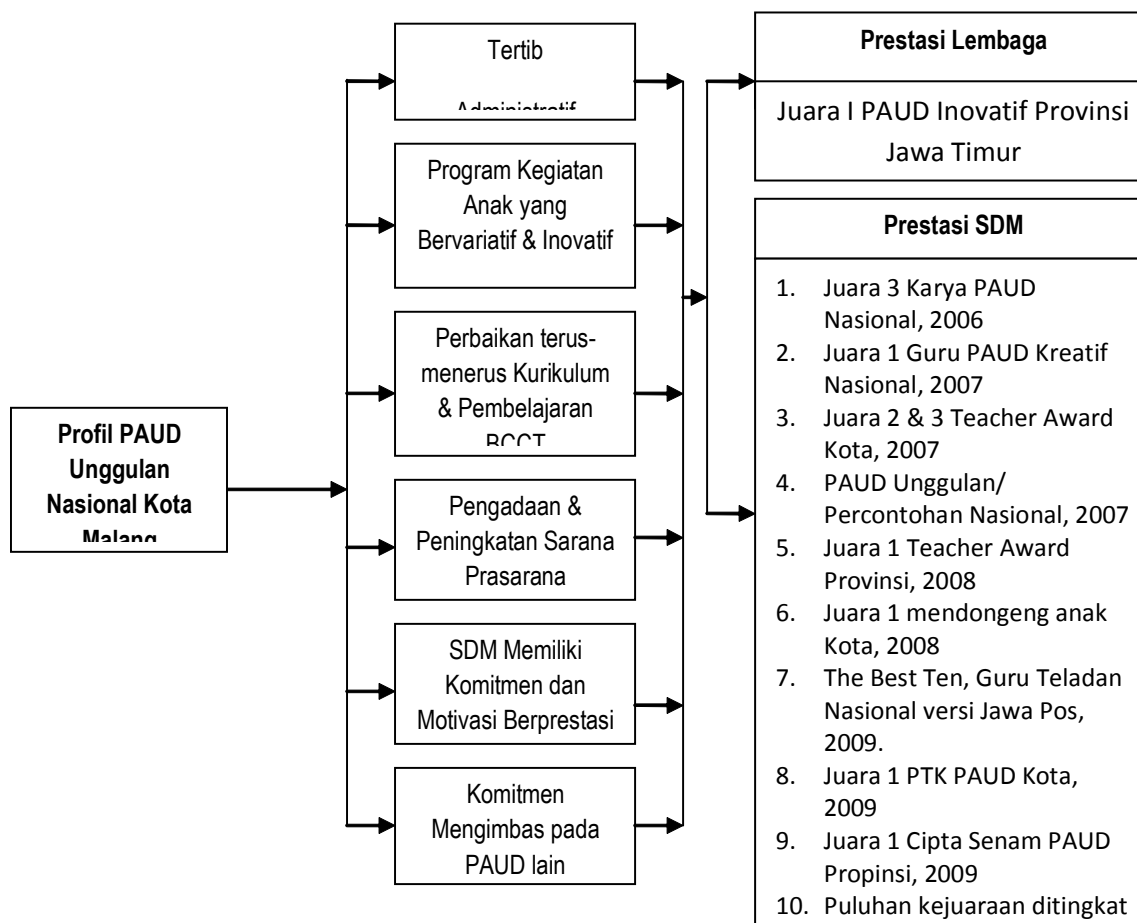 Profil PAUD
Unggulan
Nasional Kota
Malang
Tertib
Administratif
Program Kegiatan
Anak yang
Bervariatif & Inovatif
Perbaikan terus-
menerus Kurikulum
& Pembelajaran
BCCT
Pengadaan &
Peningkatan Sarana
Prasarana
SDM Memiliki
Komitmen dan
Motivasi Berprestasi
Komitmen
Mengimbas pada
PAUD lain
Prestasi Lembaga
Juara I PAUD Inovatif Provinsi
Jawa Timur
Prestasi SDM
1. Juara 3 Karya PAUD
Nasional, 2006
2. Juara 1 Guru PAUD Kreatif
Nasional, 2007
3. Juara 2 & 3 Teacher Award
Kota, 2007
4. PAUD Unggulan/
Percontohan Nasional, 2007
5. Juara 1 Teacher Award
Provinsi, 2008
6. Juara 1 mendongeng anak
Kota, 2008
7. The Best Ten, Guru Teladan
Nasional versi Jawa Pos,
2009.
8. Juara 1 PTK PAUD Kota,
2009
9. Juara 1 Cipta Senam PAUD
Propinsi, 2009
10. Puluhan kejuaraan ditingkat